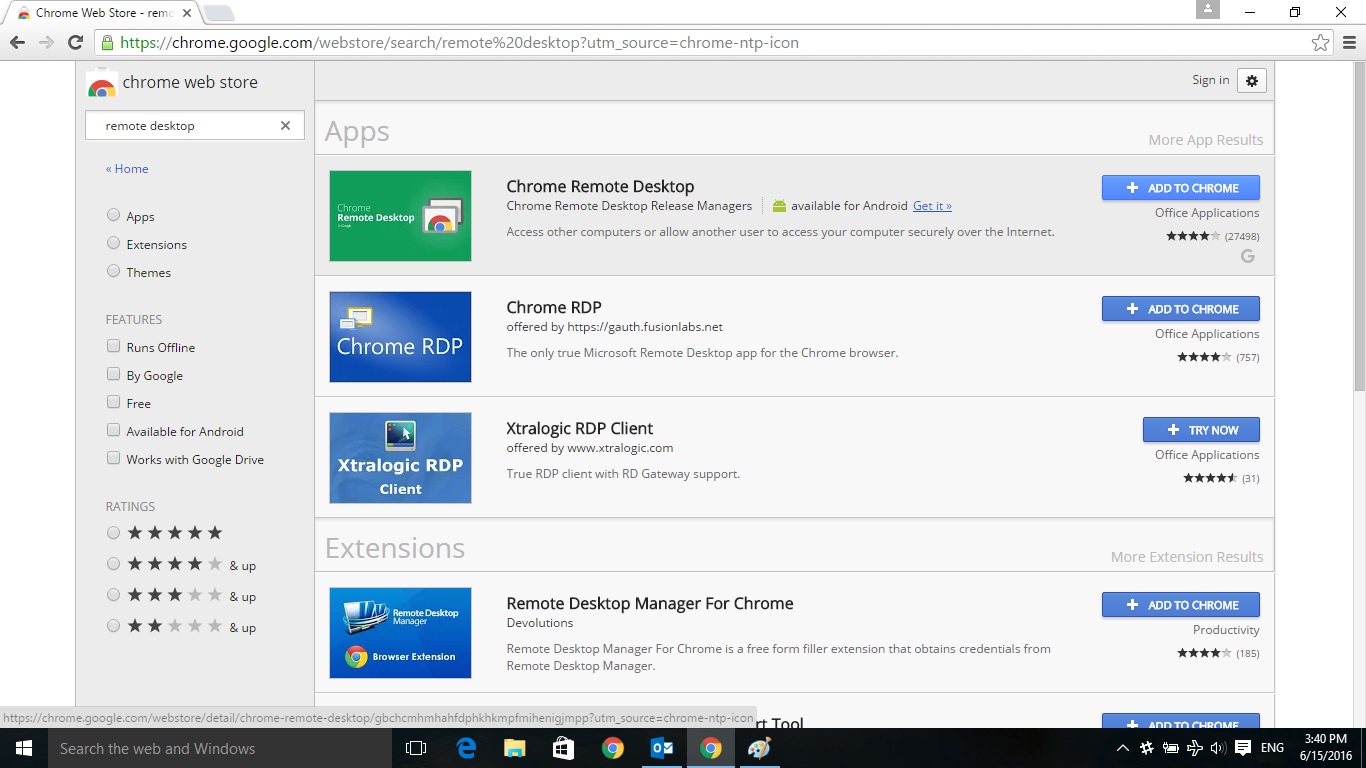 Chrome Web Store - remo
https://chrome.google.com/webstore/search/remote%20desktop?utm_source=chrome-ntp-icon
chrome web store
Sign in
remote desktop
« Home
Apps
Extensions
Themes
FEATURES
Runs Offline
By Google
Free
Available for Android
Works with Google Drive
RATINGS
& up
& up
& up
Apps
More App Results
Chrome
Remote Desktop
Chrome Remote Desktop
Chrome Remote Desktop Release Managers
available for Android Get it »
Access other computers or allow another user to access your computer securely over the Internet.
ADD TO CHROME
Office Applications
(27498)
Chrome RDP
Chrome RDP
offered by https://gauth.fusionlabs.net
The only true Microsoft Remote Desktop app for the Chrome browser.
ADD TO CHROME
Office Applications
(757)
Xtralogic RDP
Client
Xtralogic RDP Client
offered by www.xtralogic.com
True RDP client with RD Gateway support.
TRY NOW
Office Applications
(31)
Extensions
More Extension Results
Remote Desktop
Manager
Browser Extension
Remote Desktop Manager For Chrome
Devolutions
Remote Desktop Manager For Chrome is a free form filler extension that obtains credentials from
Remote Desktop Manager.
ADD TO CHROME
Productivity
(185)
rt Tool
ADD TO CHROME
https://chrome.google.com/webstore/detail/chrome-remote-desktop/gbchcmhmhahfdphkhkmpfmihenigjmpp?utm_source=chrome-ntp-icon
Search the web and Windows
ENG
3:40 PM
6/15/2016